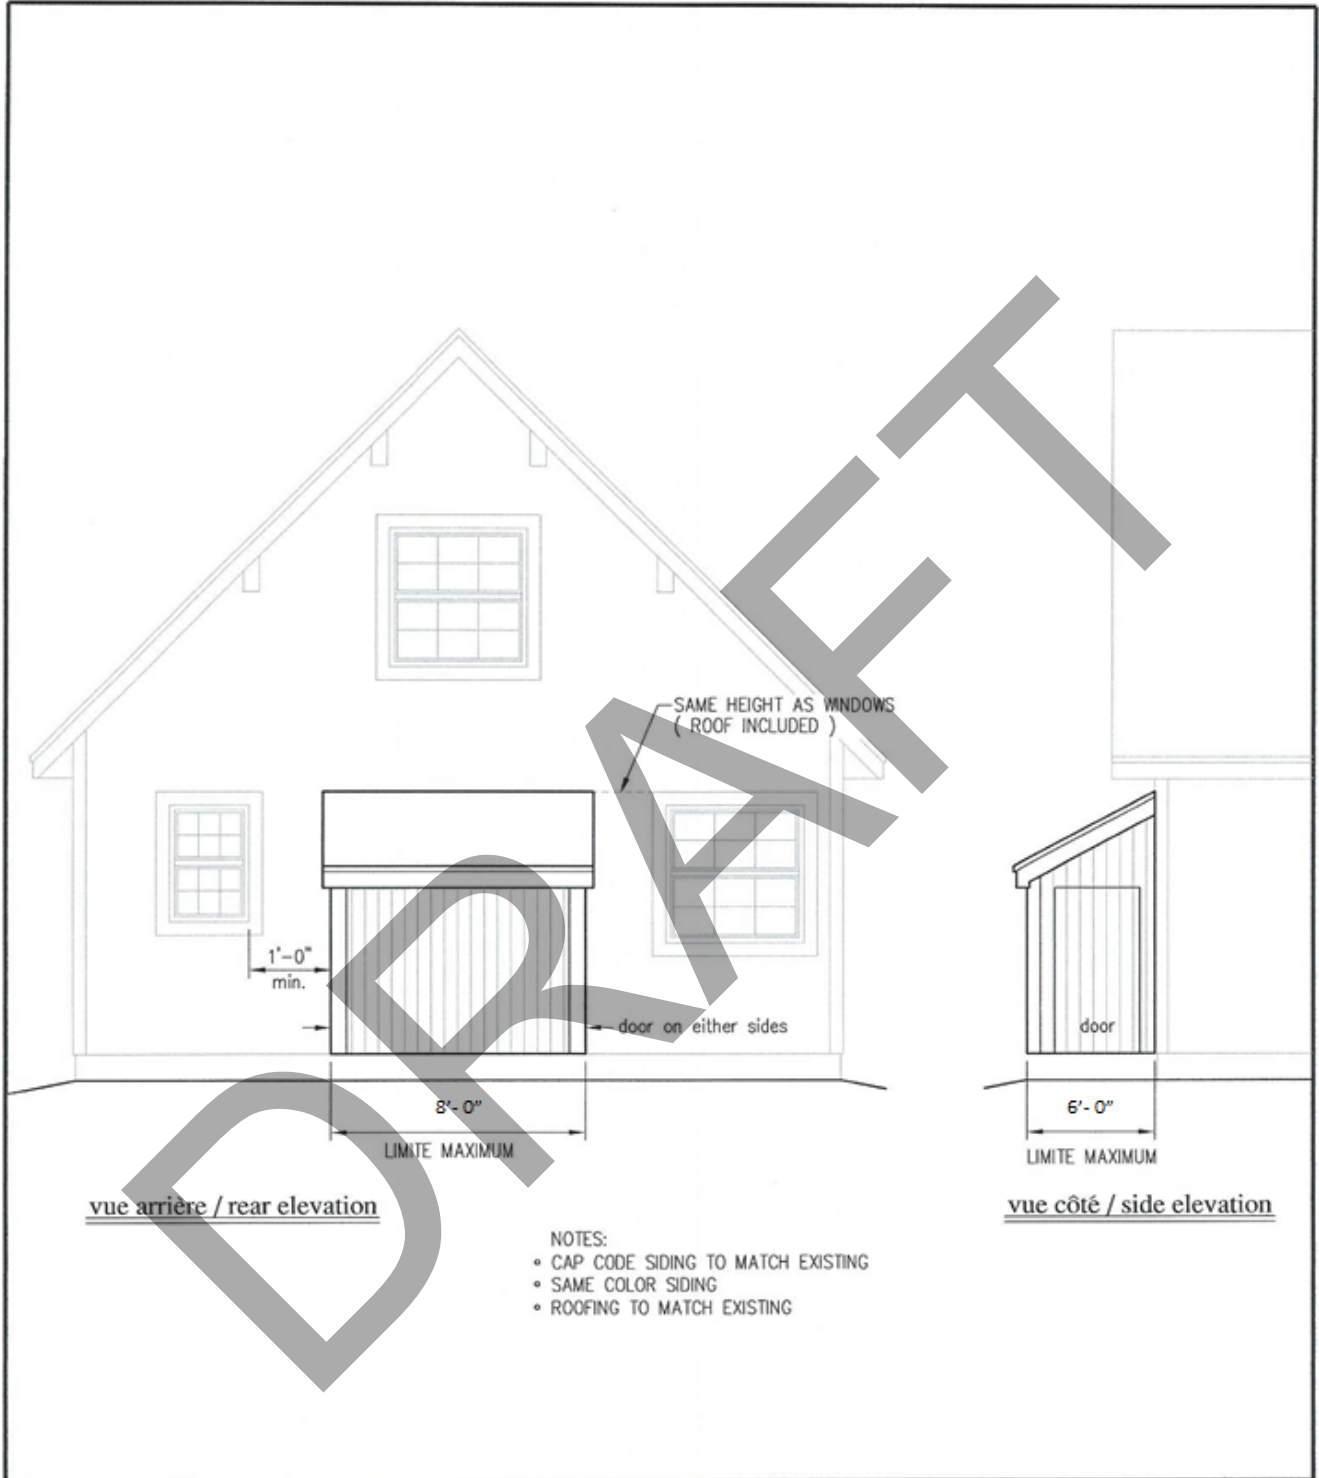 SAME HEIGHT AS WINDOWS
( ROOF INCLUDED )
1'-0"
min.
door on either sides
door
8'- 0"
LIMITE MAXIMUM
6'- 0"
LIMITE MAXIMUM
vue arrière / rear elevation
vue côté / side elevation
NOTES:
° CAP CODE SIDING TO MATCH EXISTING
° SAME COLOR SIDING
° ROOFING TO MATCH EXISTING
DRAFT